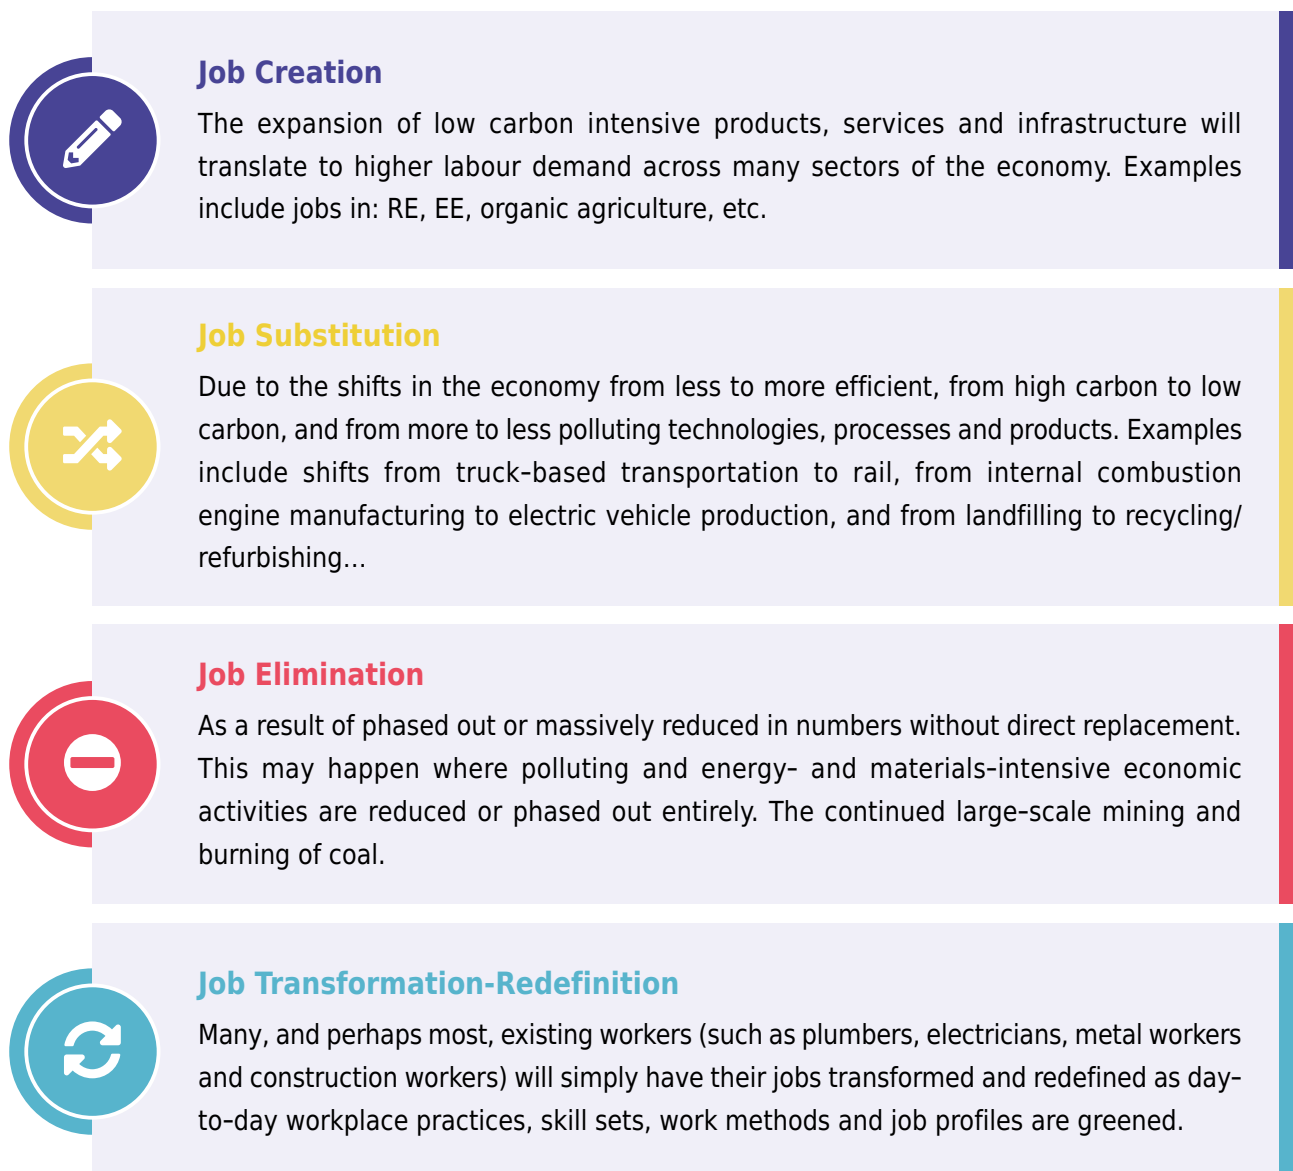 Job Creation
The expansion of low carbon intensive products, services and infrastructure will
translate to higher labour demand across many sectors of the economy. Examples
include jobs in: RE, EE, organic agriculture, etc.
Job Substitution
Due to the shifts in the economy from less to more efficient, from high carbon to low
carbon, and from more to less polluting technologies, processes and products. Examples
include shifts from truck–based transportation to rail, from internal combustion
engine manufacturing to electric vehicle production, and from landfilling to recycling/
refurbishing...
Job Elimination
As a result of phased out or massively reduced in numbers without direct replacement.
This may happen where polluting and energy– and materials–intensive economic
activities are reduced or phased out entirely. The continued large–scale mining and
burning of coal.
Job Transformation-Redefinition
Many, and perhaps most, existing workers (such as plumbers, electricians, metal workers
and construction workers) will simply have their jobs transformed and redefined as day–
to–day workplace practices, skill sets, work methods and job profiles are greened.